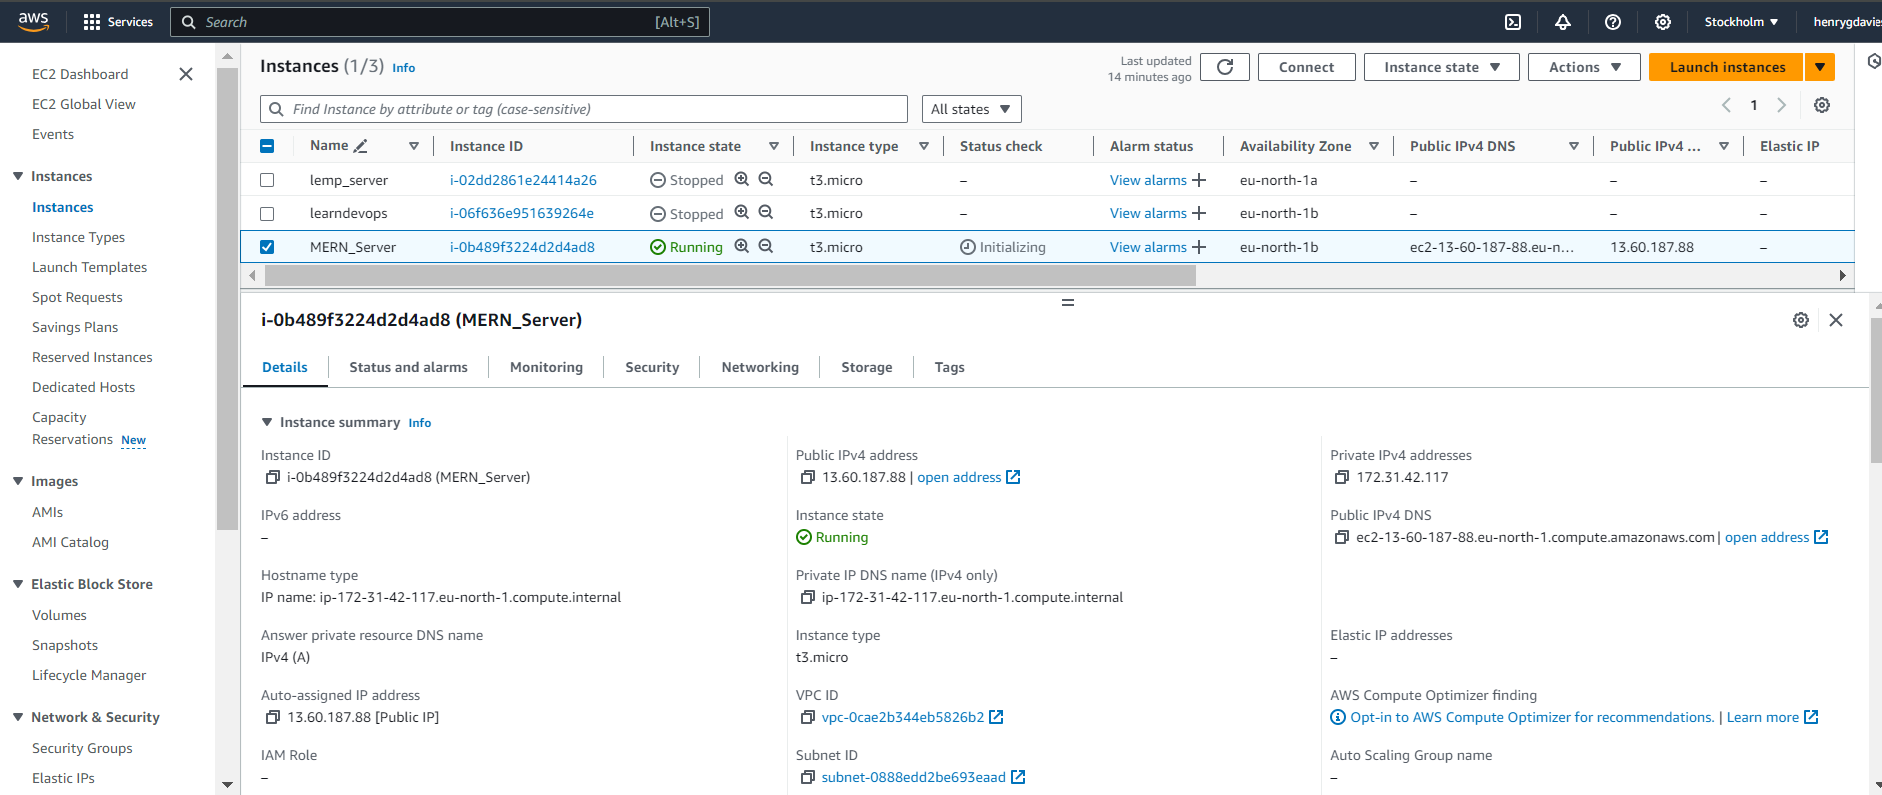 aws Services Search [Alt+S] Stockholm henrygdavies
EC2 Dashboard
EC2 Global View
Events
Instances
Instances
Instance Types
Launch Templates
Spot Requests
Savings Plans
Reserved Instances
Dedicated Hosts
Capacity
Reservations New
Images
AMIs
AMI Catalog
Elastic Block Store
Volumes
Snapshots
Lifecycle Manager
Network & Security
Security Groups
Elastic IPs
Instances (1/3) Info
Last updated
14 minutes ago
Connect Instance state Actions Launch instances
Find Instance by attribute or tag (case-sensitive) All states 1
Name Instance ID Instance state Instance type Status check Alarm status Availability Zone Public IPv4 DNS Public IPv4 ... Elastic IP
lemp_server i-02dd2861e24414a26 Stopped t3.micro – View alarms + eu-north-1a – – –
learndevops i-06f636e951639264e Stopped t3.micro – View alarms + eu-north-1b – – –
MERN_Server i-0b489f3224d2d4ad8 Running t3.micro Initializing View alarms + eu-north-1b ec2-13-60-187-88.eu-n... 13.60.187.88 –
i-0b489f3224d2d4ad8 (MERN_Server)
Details Status and alarms Monitoring Security Networking Storage Tags
Instance summary Info
Instance ID
i-0b489f3224d2d4ad8 (MERN_Server)
Public IPv4 address
13.60.187.88 | open address
Private IPv4 addresses
172.31.42.117
IPv6 address
–
Instance state
Running
Public IPv4 DNS
ec2-13-60-187-88.eu-north-1.compute.amazonaws.com | open address
Hostname type
IP name: ip-172-31-42-117.eu-north-1.compute.internal
Private IP DNS name (IPv4 only)
ip-172-31-42-117.eu-north-1.compute.internal
Answer private resource DNS name
IPv4 (A)
Instance type
t3.micro
Elastic IP addresses
–
Auto-assigned IP address
13.60.187.88 [Public IP]
VPC ID
vpc-0cae2b344eb5826b2
AWS Compute Optimizer finding
Opt-in to AWS Compute Optimizer for recommendations. | Learn more
IAM Role
–
Subnet ID
subnet-0888edd2be693eaad
Auto Scaling Group name
–